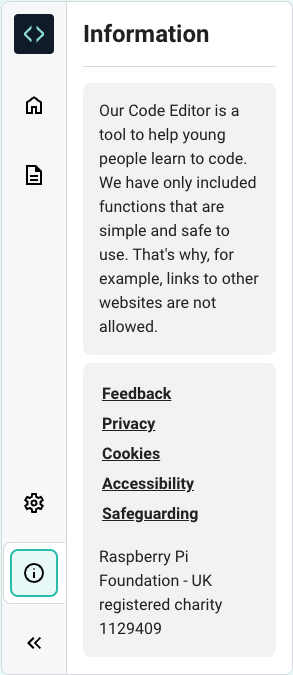 Information
Our Code Editor is a
tool to help young
people learn to code.
We have only included
functions that are
simple and safe to
use. That's why, for
example, links to other
websites are not
allowed.
Feedback
Privacy
Cookies
Accessibility
Safeguarding
Raspberry Pi
Foundation - UK
registered charity
1129409